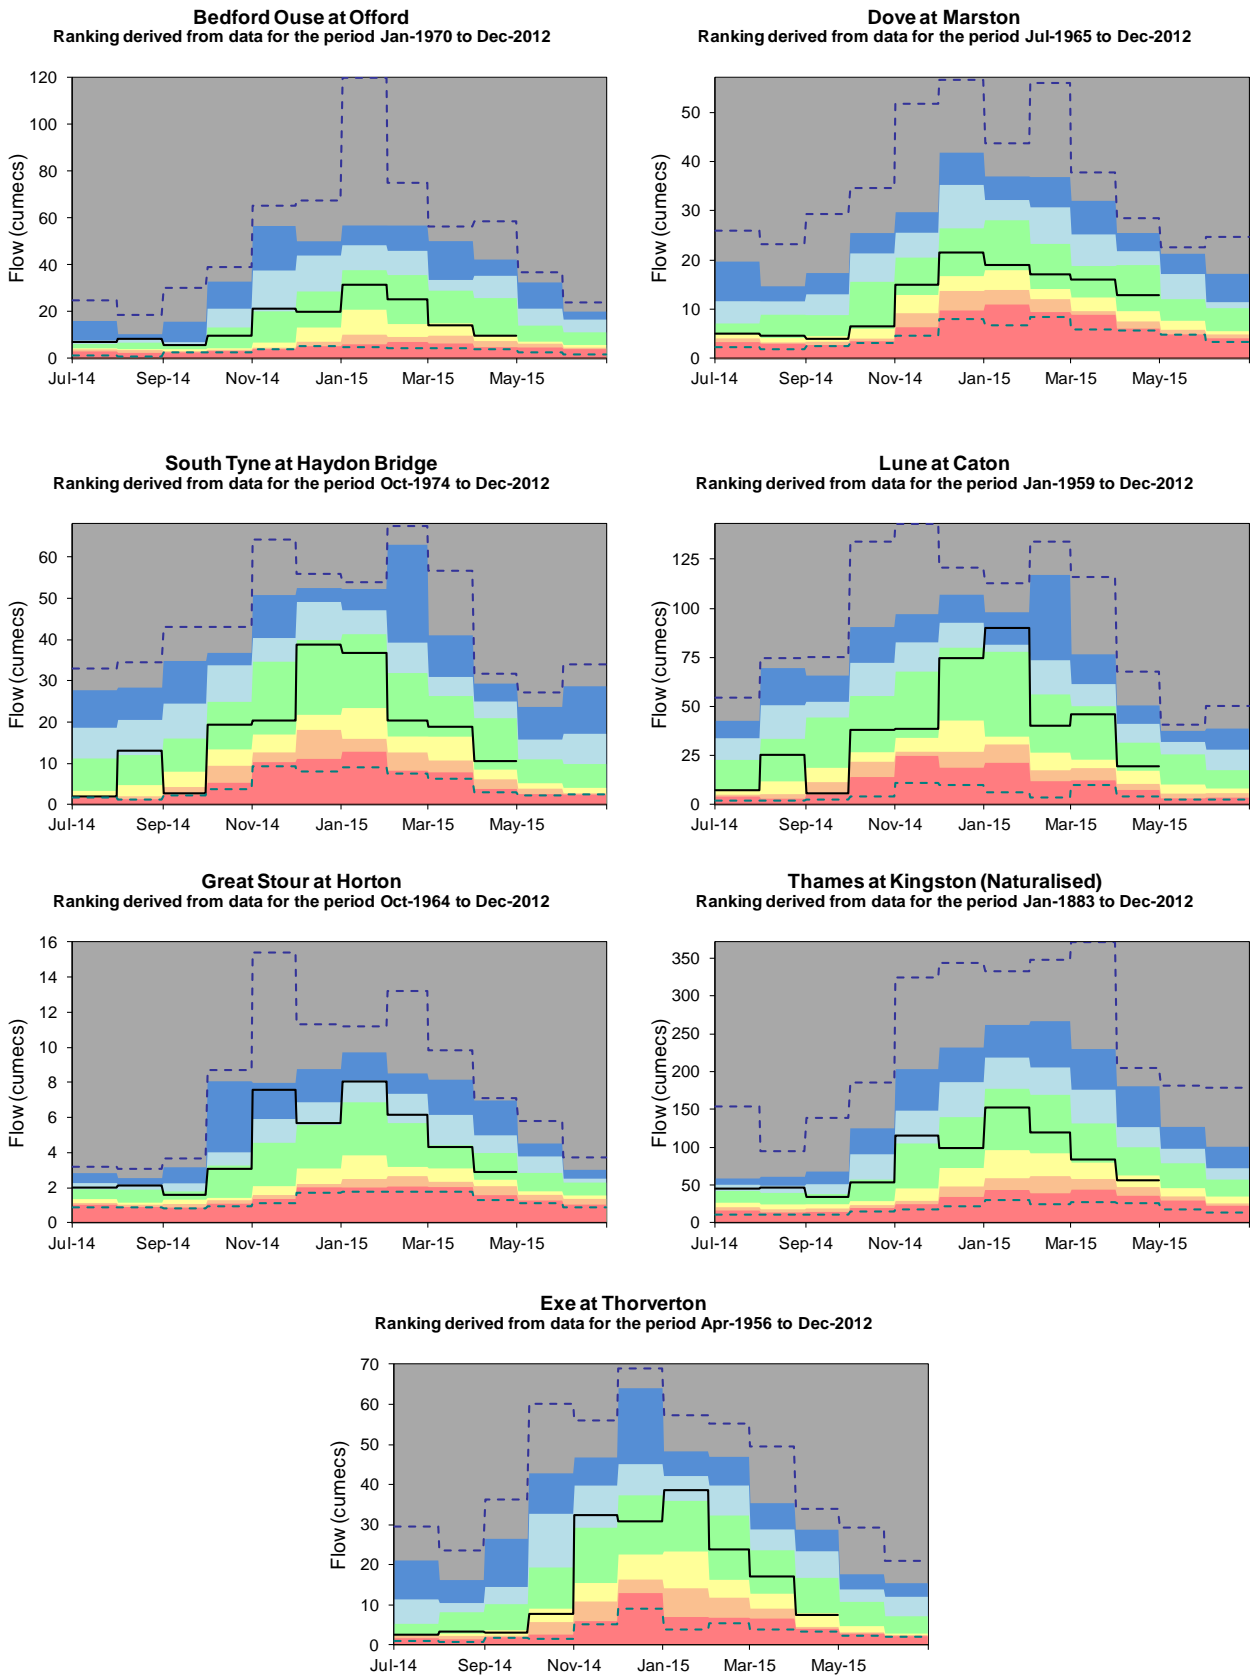 Bedford Ouse at Offord
Ranking derived from data for the period Jan-1970 to Dec-2012
Flow (cumecs)
120
100
80
60
40
20
0
Jul-14 Sep-14 Nov-14 Jan-15 Mar-15 May-15
Dove at Marston
Ranking derived from data for the period Jul-1965 to Dec-2012
Flow (cumecs)
50
40
30
20
10
0
Jul-14 Sep-14 Nov-14 Jan-15 Mar-15 May-15
South Tyne at Haydon Bridge
Ranking derived from data for the period Oct-1974 to Dec-2012
Flow (cumecs)
60
50
40
30
20
10
0
Jul-14 Sep-14 Nov-14 Jan-15 Mar-15 May-15
Lune at Caton
Ranking derived from data for the period Jan-1959 to Dec-2012
Flow (cumecs)
125
100
75
50
25
0
Jul-14 Sep-14 Nov-14 Jan-15 Mar-15 May-15
Great Stour at Horton
Ranking derived from data for the period Oct-1964 to Dec-2012
Flow (cumecs)
16
14
12
10
8
6
4
2
0
Jul-14 Sep-14 Nov-14 Jan-15 Mar-15 May-15
Thames at Kingston (Naturalised)
Ranking derived from data for the period Jan-1883 to Dec-2012
Flow (cumecs)
350
300
250
200
150
100
50
0
Jul-14 Sep-14 Nov-14 Jan-15 Mar-15 May-15
Exe at Thorverton
Ranking derived from data for the period Apr-1956 to Dec-2012
Flow (cumecs)
70
60
50
40
30
20
10
0
Jul-14 Sep-14 Nov-14 Jan-15 Mar-15 May-15